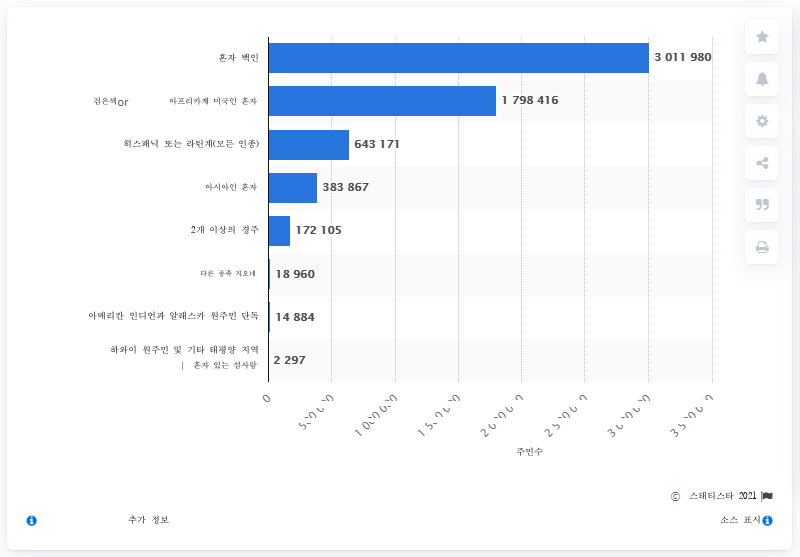 혼자 백인
3 011 980
검은색or 아프리카계 미국인 혼자
1 798 416
히스패닉 또는 라틴계(모든 인종)
643 171
아시아인 혼자
383 867
2개 이상의 경주
172 105
다른 종족 지오네
18 960
아메리칸 인디언과 알래스카 원주민 단독
14 884
하와이 원주민 및 기타 태평양 지역
| 혼자 있는 섬사람
2 297
0
500 000
1 000 000
1 500 000
2 000 000
2 500 000
3 000 000
3 500 000
주민수
© 스태티스타 2021
추가 정보
소스 표시